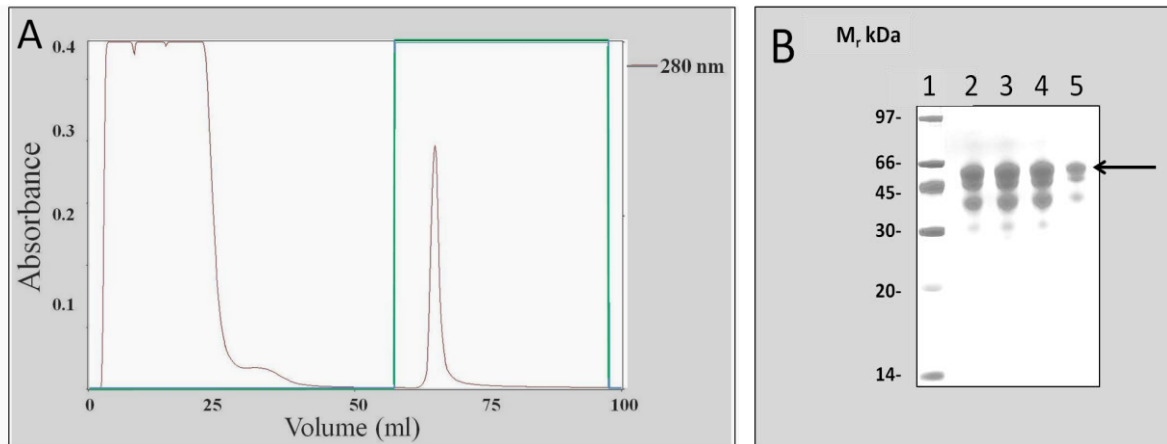 A
0.4
0.3
0.2
0.1
Absorbance
0 25 50 75 100
Volume (ml)
280 nm
B
Mr kDa
1 2 3 4 5
97-
66-
45-
30-
20-
14-